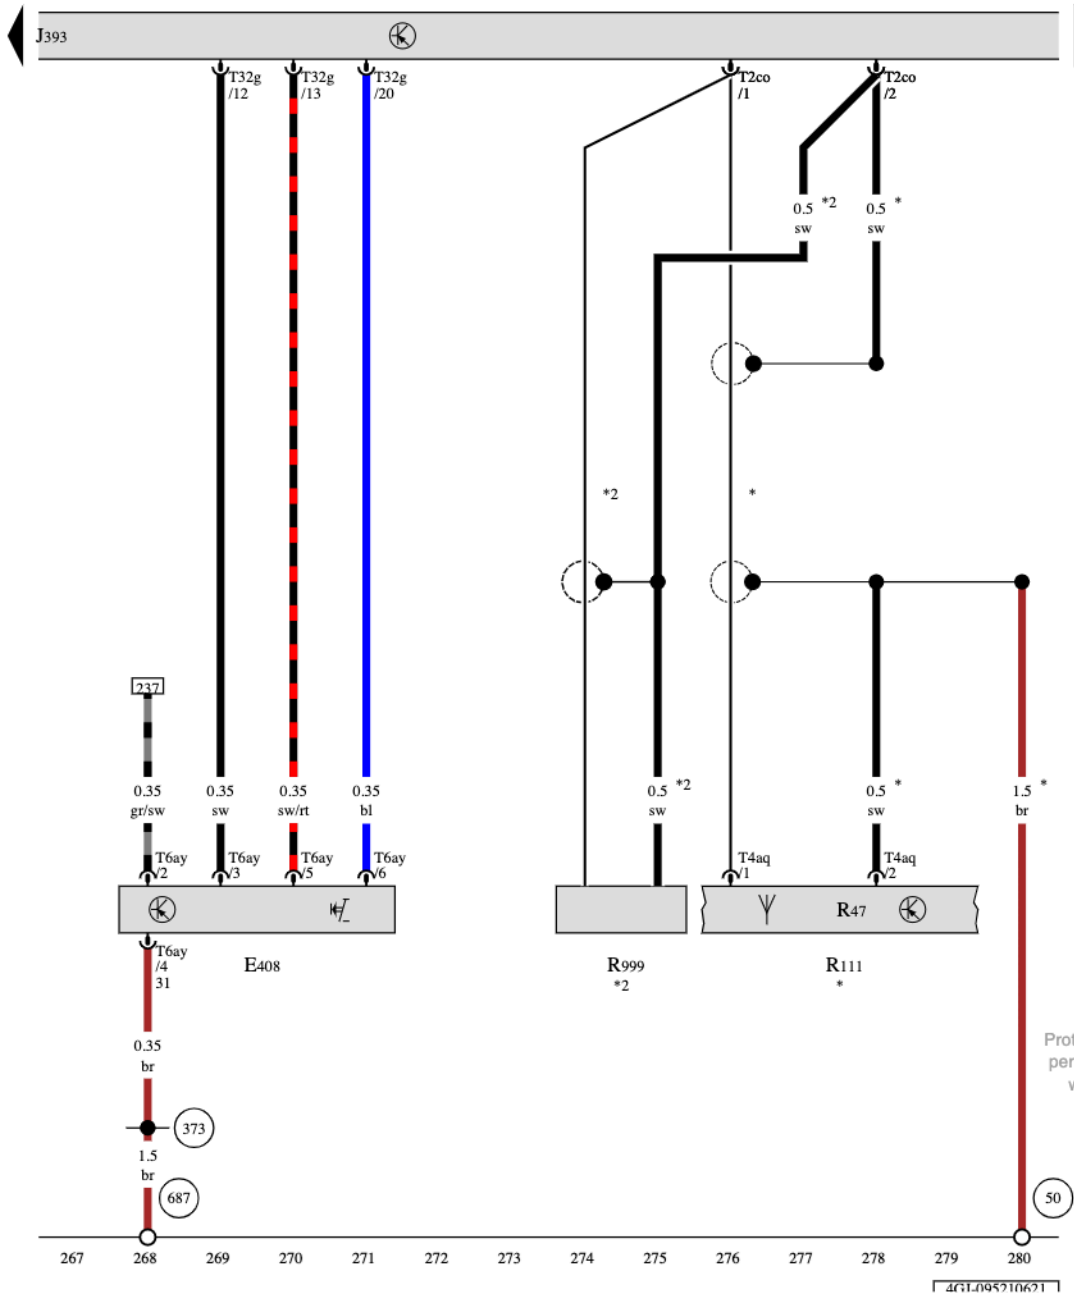 J393
T32g
/12
T32g
/13
T32g
/20
T2co
/1
T2co
/2
0.5 *2
sw
0.5 *
sw
*2
*
237
0.35
gr/sw
0.35
sw
0.35
sw/rt
0.35
bl
0.5 *2
sw
0.5 *
sw
1.5 *
br
T6ay
/2
T6ay
/3
T6ay
/5
T6ay
/6
T4aq
/1
T4aq
/2
R47
T6ay
/4
31
E408
R999
*2
R111
*
0.35
br
Prot
per
w
373
1.5
br
687
50
267 268 269 270 271 272 273 274 275 276 277 278 279 280
4GI-095210621